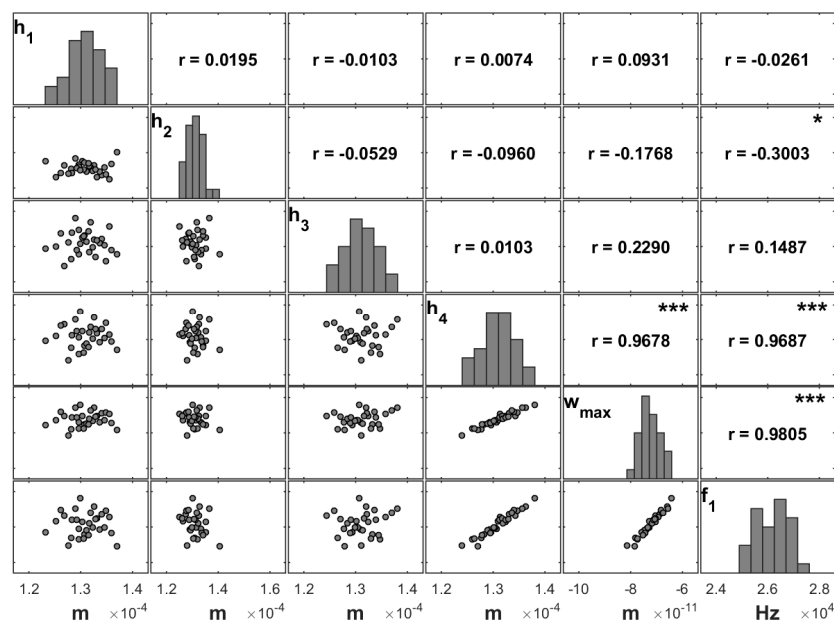 h1
r = 0.0195
r = -0.0103
r = 0.0074
r = 0.0931
r = -0.0261
h2
r = -0.0529
r = -0.0960
r = -0.1768
*
r = -0.3003
h3
r = 0.0103
r = 0.2290
r = 0.1487
h4
***
r = 0.9678
***
r = 0.9687
wmax
***
r = 0.9805
f1
1.2 1.3 1.4
1.2 1.4 1.6
1.2 1.3 1.4
1.2 1.3 1.4
-10 -8 -6
2.4 2.6 2.8
m ×10-4
m ×10-4
m ×10-4
m ×10-4
m ×10-11
Hz ×104